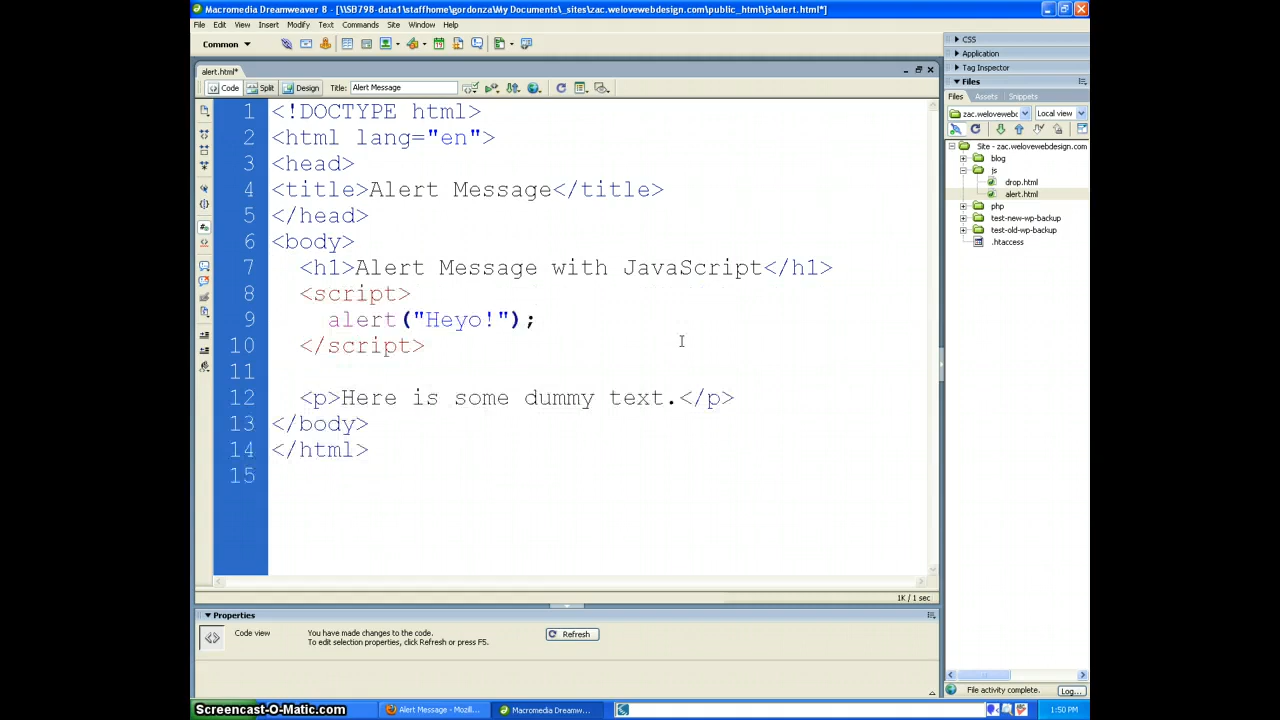 Macromedia Dreamweaver 8 - [\\SB798-data1\staffhome\gordonza\My Documents\_sites\zac.welovewebdesign.com\public_html\js\alert.html*]
File Edit View Insert Modify Text Commands Site Window Help
Common
alert.html*
Code Split Design Title: Alert Message
1 <!DOCTYPE html>
2 <html lang="en">
3 <head>
4 <title>Alert Message</title>
5 </head>
6 <body>
7 <h1>Alert Message with JavaScript</h1>
8 <script>
9 alert("Heyo!");
10 </script>
11
12 <p>Here is some dummy text.</p>
13 </body>
14 </html>
15
1K / 1 sec
Properties
Code view
You have made changes to the code.
To edit selection properties, click Refresh or press F5.
Refresh
CSS
Application
Tag Inspector
Files
Files Assets Snippets
zac.welovewebc Local view
Site - zac.welovewebdesign.com
blog
js
drop.html
alert.html
php
test-new-wp-backup
test-old-wp-backup
.htaccess
File activity complete. Log...
Screencast-O-Matic.com
Alert Message - Mozill...
Macromedia Dreamw...
1:50 PM